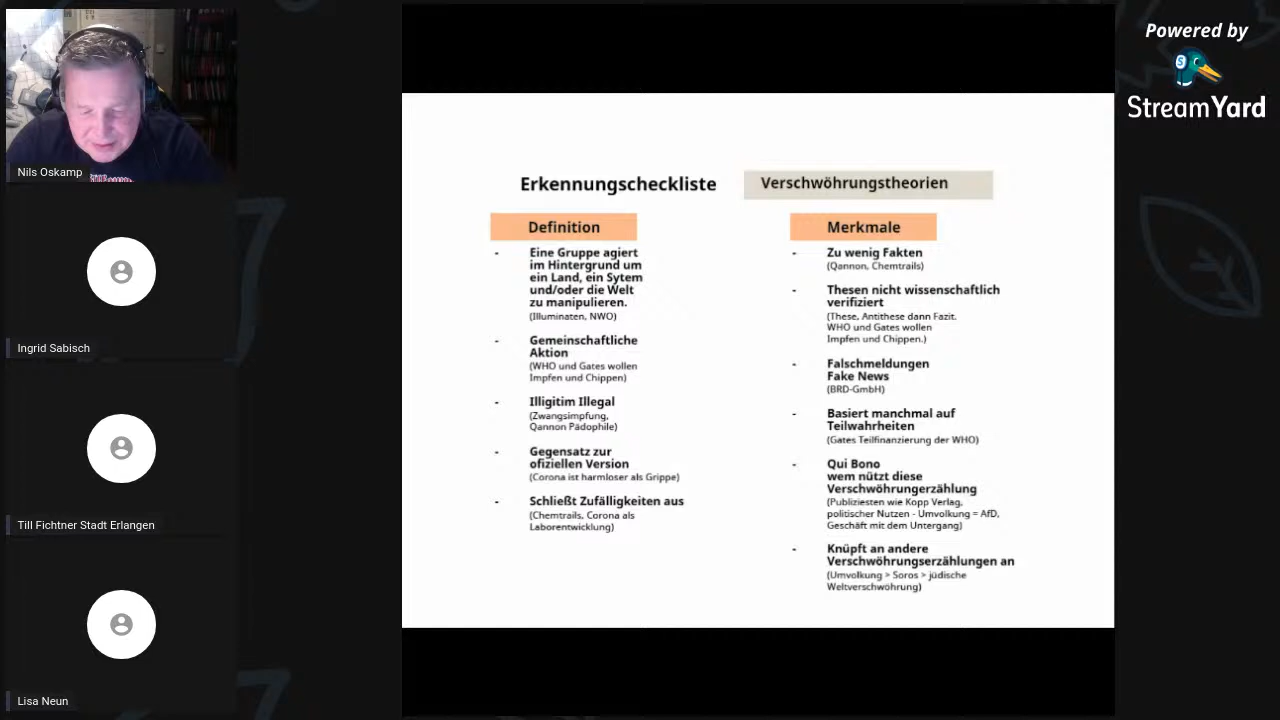 Nils Oskamp
Ingrid Sabisch
Till Fichtner Stadt Erlangen
Lisa Neun
Erkennungscheckliste
Verschwöhrungstheorien
Definition
- Eine Gruppe agiert
im Hintergrund um
ein Land, ein Sytem
und/oder die Welt
zu manipulieren.
(Illuminaten, NWO)
- Gemeinschaftliche
Aktion
(WHO und Gates wollen
Impfen und Chippen)
- Illigitim Illegal
(Zwangsimpfung,
Qannon Pädophile)
- Gegensatz zur
ofiziellen Version
(Corona ist harmloser als Grippe)
- Schließt Zufälligkeiten aus
(Chemtrails, Corona als
Laborentwicklung)
Merkmale
- Zu wenig Fakten
(Qannon, Chemtrails)
- Thesen nicht wissenschaftlich
verifiziert
(These, Antithese dann Fazit.
WHO und Gates wollen
Impfen und Chippen.)
- Falschmeldungen
Fake News
(BRD-GmbH)
- Basiert manchmal auf
Teilwahrheiten
(Gates Teilfinanzierung der WHO)
- Qui Bono
wem nützt diese
Verschwöhrungerzählung
(Publiziesten wie Kopp Verlag,
politischer Nutzen - Umvolkung = AfD,
Geschäft mit dem Untergang)
- Knüpft an andere
Verschwöhrungserzählungen an
(Umvolkung > Soros > jüdische
Weltverschwöhrung)
Powered by
StreamYard